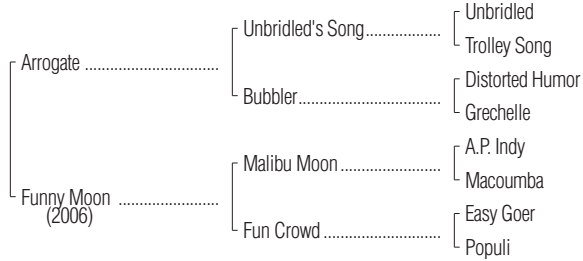 Unbridled
Unbridled's Song
Trolley Song
Arrogate
Distorted Humor
Bubbler
Grechelle
A.P. Indy
Malibu Moon
Macoumba
Funny Moon
(2006)
Easy Goer
Fun Crowd
Populi